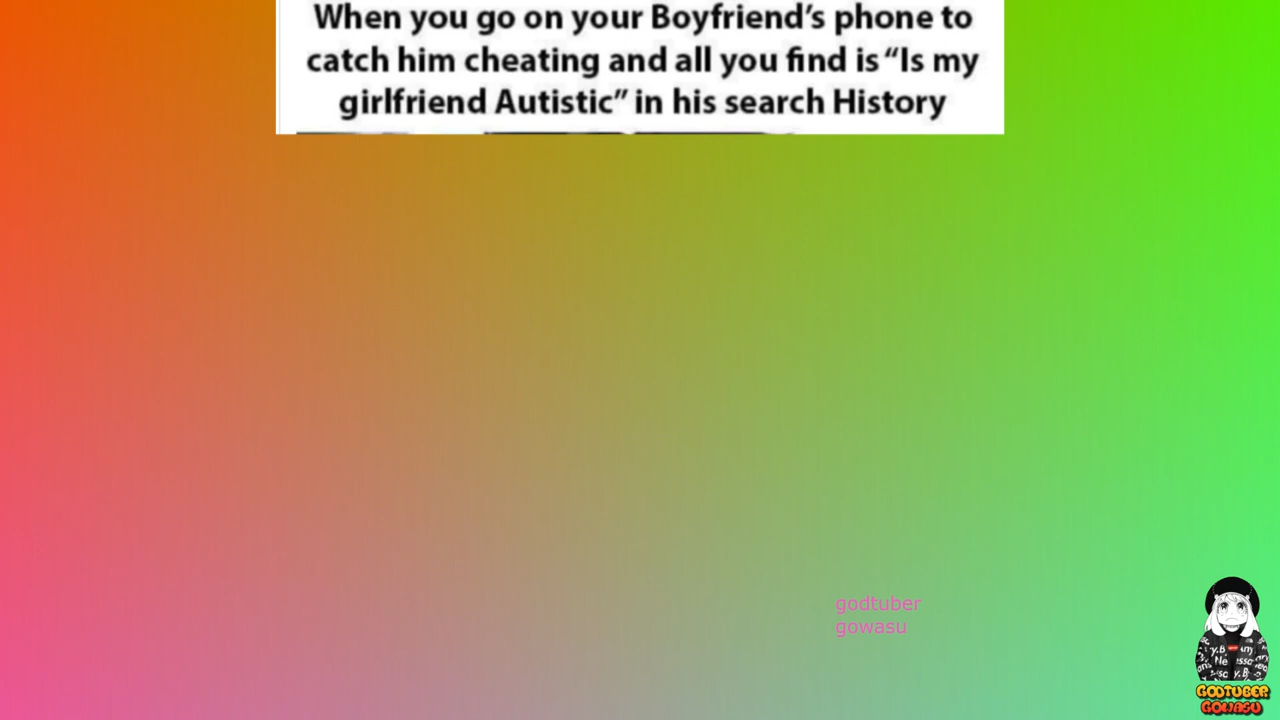 When you go on your Boyfriend's phone to
catch him cheating and all you find is “Is my
girlfriend Autistic” in his search History
godtuber
gowasu
GODTUBER
GOWASU